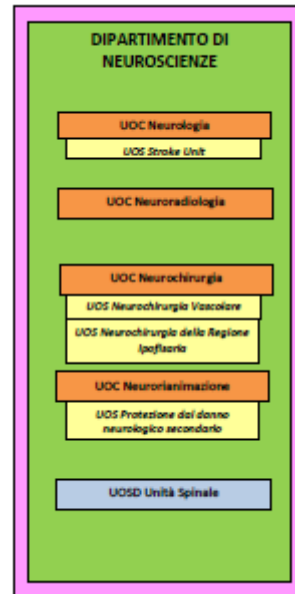 DIPARTIMENTO DI
NEUROSCIENZE
UOC Neurologia
UOS Stroke Unit
UOC Neuroradiologia
UOC Neurochirurgia
UOS Neurochirurgia Vascolare
UOS Neurochirurgia della Regione
Ipofisaria
UOC Neurorianimazione
UOS Protezione dal danno
neurologico secondario
UOSD Unità Spinale